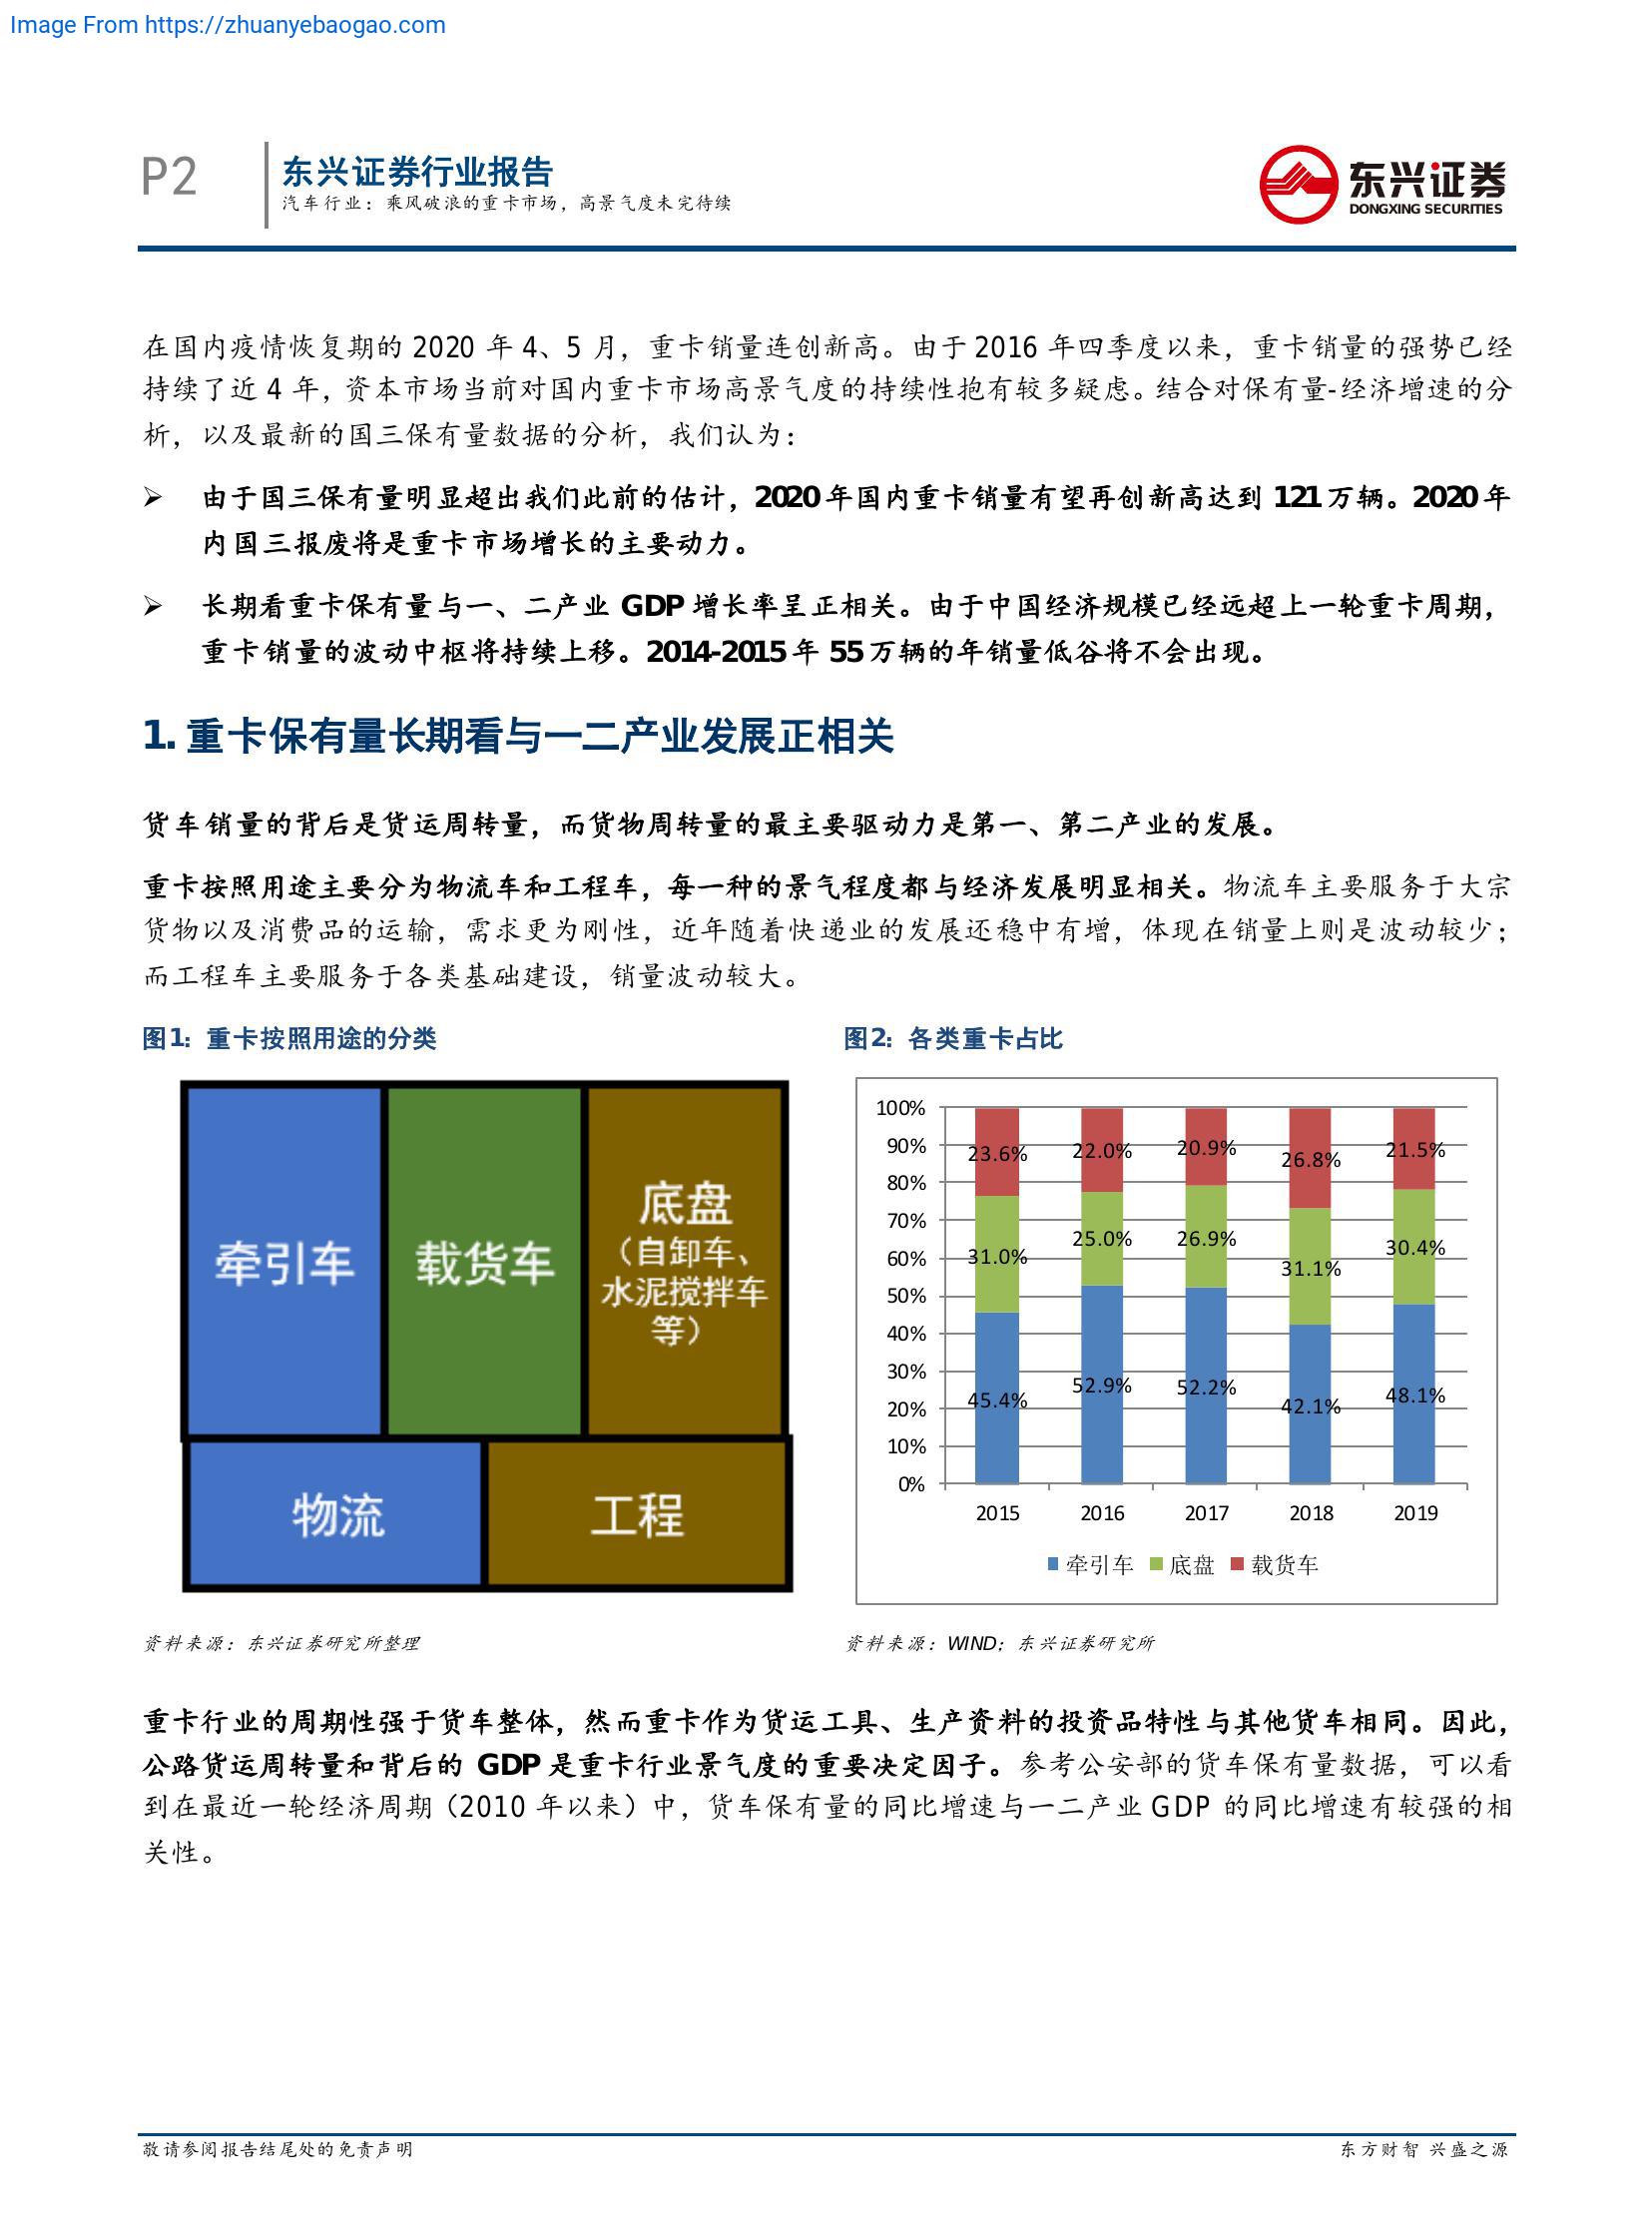 Image From https://zhuanyebaogao.com
P2
东兴证券行业报告
汽车行业：乘风破浪的重卡市场，高景气度未完待续
东兴证券
DONGXING SECURITIES
在国内疫情恢复期的 2020 年 4、5 月，重卡销量连创新高。由于 2016 年四季度以来，重卡销量的强势已经
持续了近 4 年，资本市场当前对国内重卡市场高景气度的持续性抱有较多疑虑。结合对保有量-经济增速的分
析，以及最新的国三保有量数据的分析，我们认为：
➢ 由于国三保有量明显超出我们此前的估计，2020 年国内重卡销量有望再创新高达到 121 万辆。2020 年
内国三报废将是重卡市场增长的主要动力。
➢ 长期看重卡保有量与一、二产业 GDP 增长率呈正相关。由于中国经济规模已经远超上一轮重卡周期，
重卡销量的波动中枢将持续上移。2014-2015 年 55 万辆的年销量低谷将不会出现。
1. 重卡保有量长期看与一二产业发展正相关
货车销量的背后是货运周转量，而货物周转量的最主要驱动力是第一、第二产业的发展。
重卡按照用途主要分为物流车和工程车，每一种的景气程度都与经济发展明显相关。物流车主要服务于大宗
货物以及消费品的运输，需求更为刚性，近年随着快递业的发展还稳中有增，体现在销量上则是波动较少；
而工程车主要服务于各类基础建设，销量波动较大。
图1：重卡按照用途的分类
牵引车
载货车
底盘
（自卸车、
水泥搅拌车
等）
物流
工程
资料来源：东兴证券研究所整理
图2：各类重卡占比
100%
90%
80%
70%
60%
50%
40%
30%
20%
10%
0%
23.6% 22.0% 20.9% 26.8% 21.5%
31.0% 25.0% 26.9% 31.1% 30.4%
45.4% 52.9% 52.2% 42.1% 48.1%
2015 2016 2017 2018 2019
牵引车 底盘 载货车
资料来源：WIND；东兴证券研究所
重卡行业的周期性强于货车整体，然而重卡作为货运工具、生产资料的投资品特性与其他货车相同。因此，
公路货运周转量和背后的 GDP 是重卡行业景气度的重要决定因子。参考公安部的货车保有量数据，可以看
到在最近一轮经济周期（2010 年以来）中，货车保有量的同比增速与一二产业 GDP 的同比增速有较强的相
关性。
敬请参阅报告结尾处的免责声明
东方财智 兴盛之源